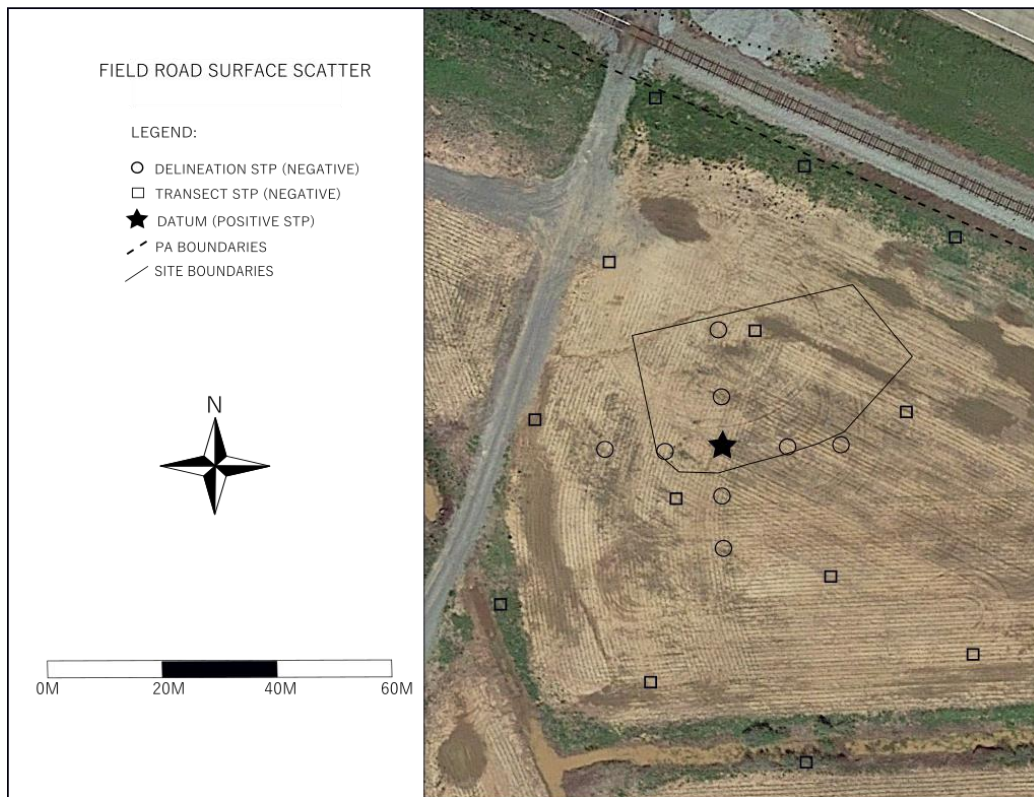 FIELD ROAD SURFACE SCATTER
LEGEND:
DELINEATION STP (NEGATIVE)
TRANSECT STP (NEGATIVE)
DATUM (POSITIVE STP)
PA BOUNDARIES
SITE BOUNDARIES
N
0M 20M 40M 60M